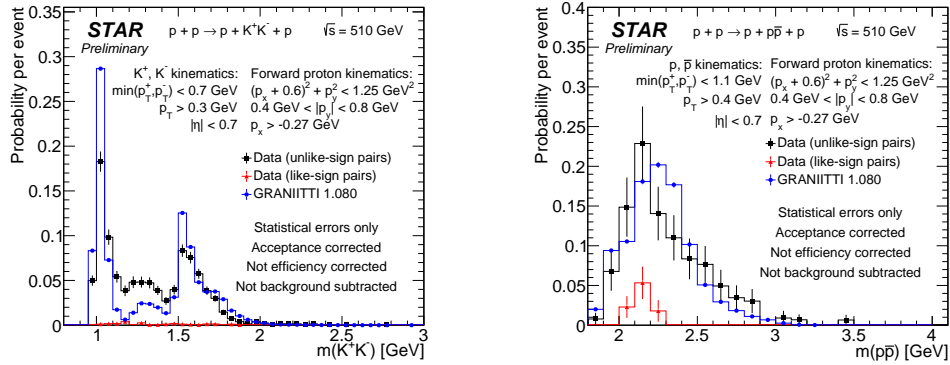 STAR
Preliminary
p + p → p + K⁺K⁻ + p √s = 510 GeV
K⁺, K⁻ kinematics: Forward proton kinematics:
min(p_T⁺,p_T⁻) < 0.7 GeV (p_x + 0.6)² + p_y² < 1.25 GeV²
p_T > 0.3 GeV 0.4 GeV < |p_y| < 0.8 GeV
|η| < 0.7 p_x > -0.27 GeV
Data (unlike-sign pairs)
Data (like-sign pairs)
GRANIITTI 1.080
Statistical errors only
Acceptance corrected
Not efficiency corrected
Not background subtracted
Probability per event
0.3
0.25
0.2
0.15
0.1
0.05
0
1 1.5 2 2.5 3
m(K⁺K⁻) [GeV]
STAR
Preliminary
p + p → p + pp̅ + p √s = 510 GeV
p, p̅ kinematics: Forward proton kinematics:
min(p_T⁺,p_T⁻) < 1.1 GeV (p_x + 0.6)² + p_y² < 1.25 GeV²
p_T > 0.4 GeV 0.4 GeV < |p_y| < 0.8 GeV
|η| < 0.7 p_x > -0.27 GeV
Data (unlike-sign pairs)
Data (like-sign pairs)
GRANIITTI 1.080
Statistical errors only
Acceptance corrected
Not efficiency corrected
Not background subtracted
Probability per event
0.4
0.35
0.3
0.25
0.2
0.15
0.1
0.05
0
2 2.5 3 3.5 4
m(pp̅) [GeV]